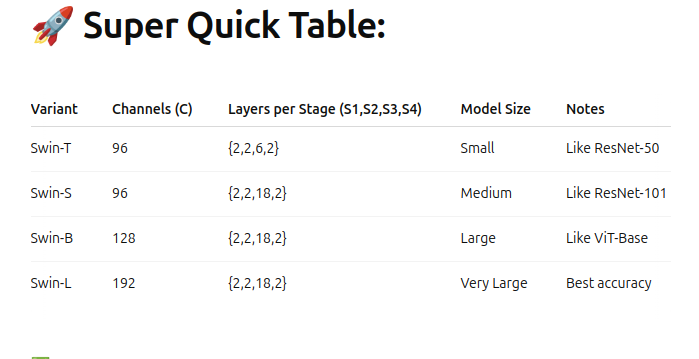 🚀 Super Quick Table:
Variant Channels (C) Layers per Stage (S1,S2,S3,S4) Model Size Notes
Swin-T 96 {2,2,6,2} Small Like ResNet-50
Swin-S 96 {2,2,18,2} Medium Like ResNet-101
Swin-B 128 {2,2,18,2} Large Like ViT-Base
Swin-L 192 {2,2,18,2} Very Large Best accuracy